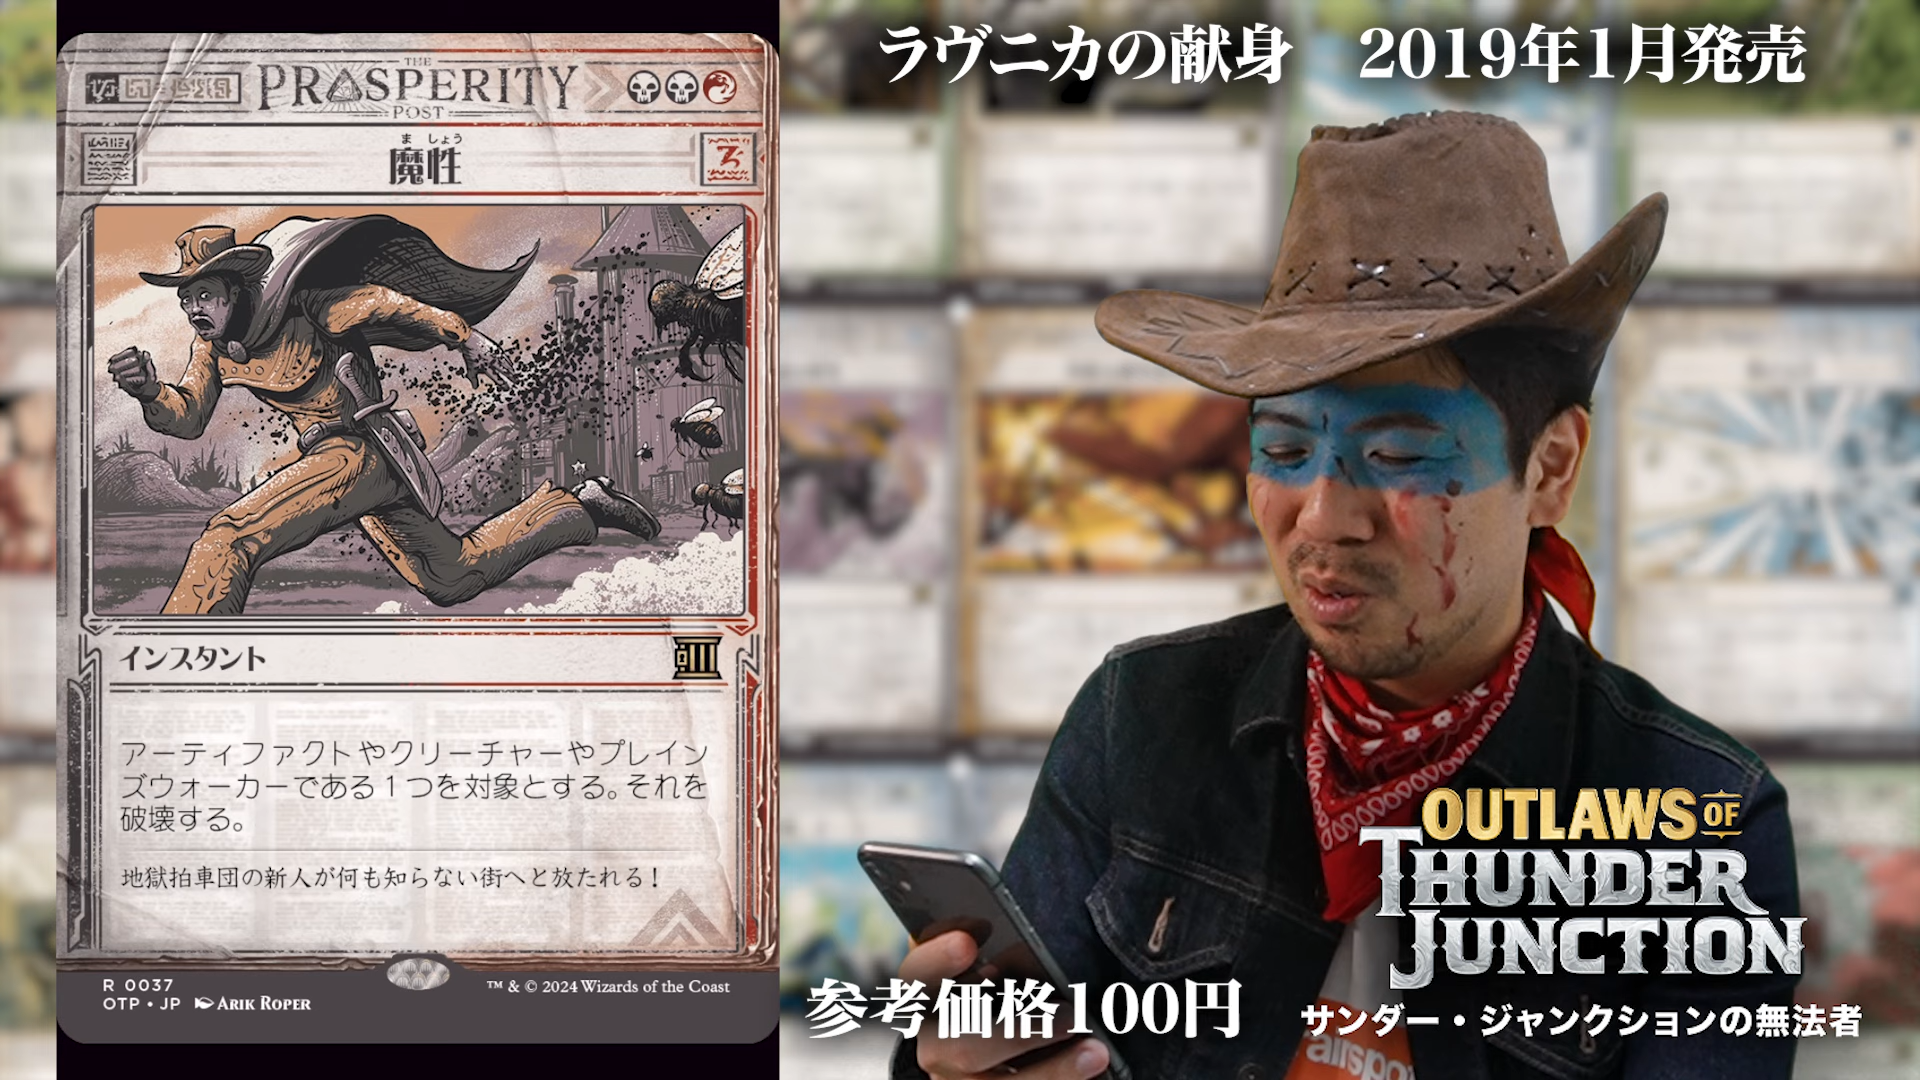 ラヴニカの献身　2019年1月発売
THE
PROSPERITY
POST
ましょう
魔性
インスタント
アーティファクトやクリーチャーやプレイン
ズウォーカーである1つを対象とする。それを
破壊する。
地獄拍車団の新人が何も知らない街へと放たれる！
R 0037
OTP・JP ARIK ROPER
™ & © 2024 Wizards of the Coast
参考価格100円
OUTLAWS OF
THUNDER
JUNCTION
サンダー・ジャンクションの無法者